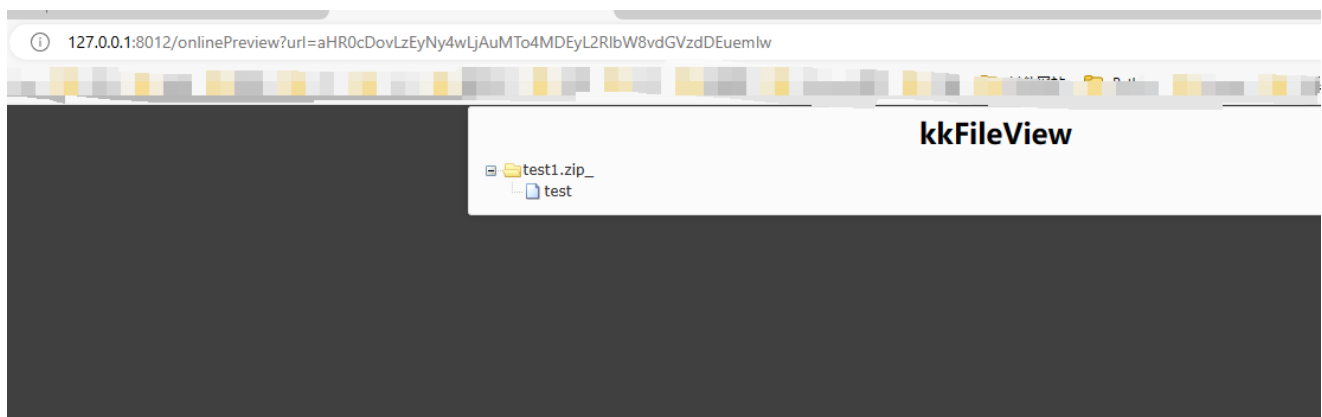 127.0.0.1:8012/onlinePreview?url=aHR0cDovLzEyNy4wLjAuMTo4MDEyL2RlbW8vdGVzdDEuemlw
kkFileView
test1.zip_
test